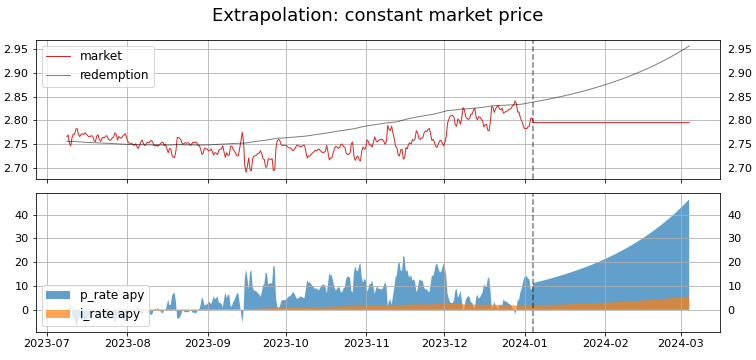 Extrapolation: constant market price
2.95 2.95
market
2.90 2.90
redemption
2.85 2.85
2.80 2.80
2.75 2.75
2.70 2.70
40 40
30 30
20 20
10 10
p_rate apy
0 0
i_rate apy
2023-07 2023-08 2023-09 2023-10 2023-11 2023-12 2024-01 2024-02 2024-03